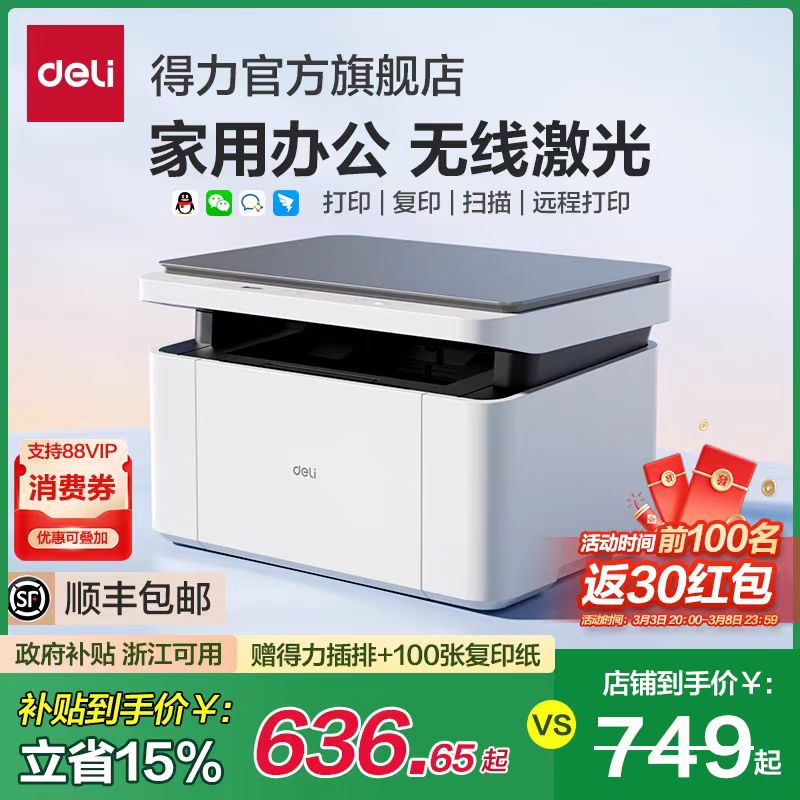 deli 得力官方旗舰店
家用办公 无线激光
打印 | 复印 | 扫描 | 远程打印
deli
支持88VIP
消费券
优惠可叠加
發 發
活动时间 前100名
返30红包
活动时间：3月3日 20:00-3月8日 23:59
SF 顺丰包邮
政府补贴 浙江可用 赠得力插排+100张复印纸
补贴到手价￥:
立省15%
636.65起
VS
店铺到手价￥:
749起